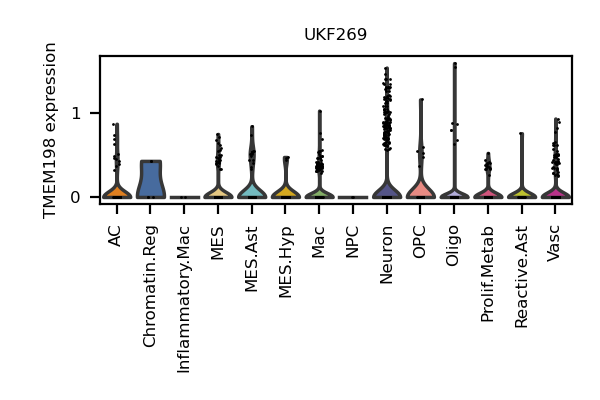 UKF269
TMEM198 expression
1
0
AC
Chromatin.Reg
Inflammatory.Mac
MES
MES.Ast
MES.Hyp
Mac
NPC
Neuron
OPC
Oligo
Prolif.Metab
Reactive.Ast
Vasc